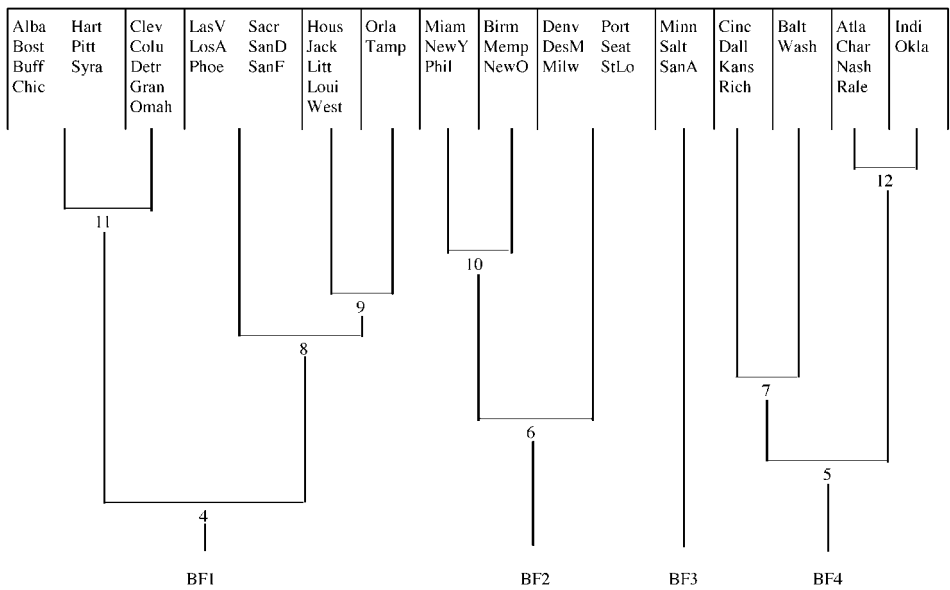 Alba Hart Clev LasV Sacr Hous Orla Miam Birm Denv Port Minn Cinc Balt Atla Indi
Bost Pitt Colu LosA SanD Jack Tamp NewY Memp DesM Seat Salt Dall Wash Char Okla
Buff Syra Detr Phoe SanF Litt Phil NewO Milw StLo SanA Kans Nash
Chic Gran Loui Rich Rale
Omah West
12
11
10
9
8
7
6
5
4
BF1 BF2 BF3 BF4